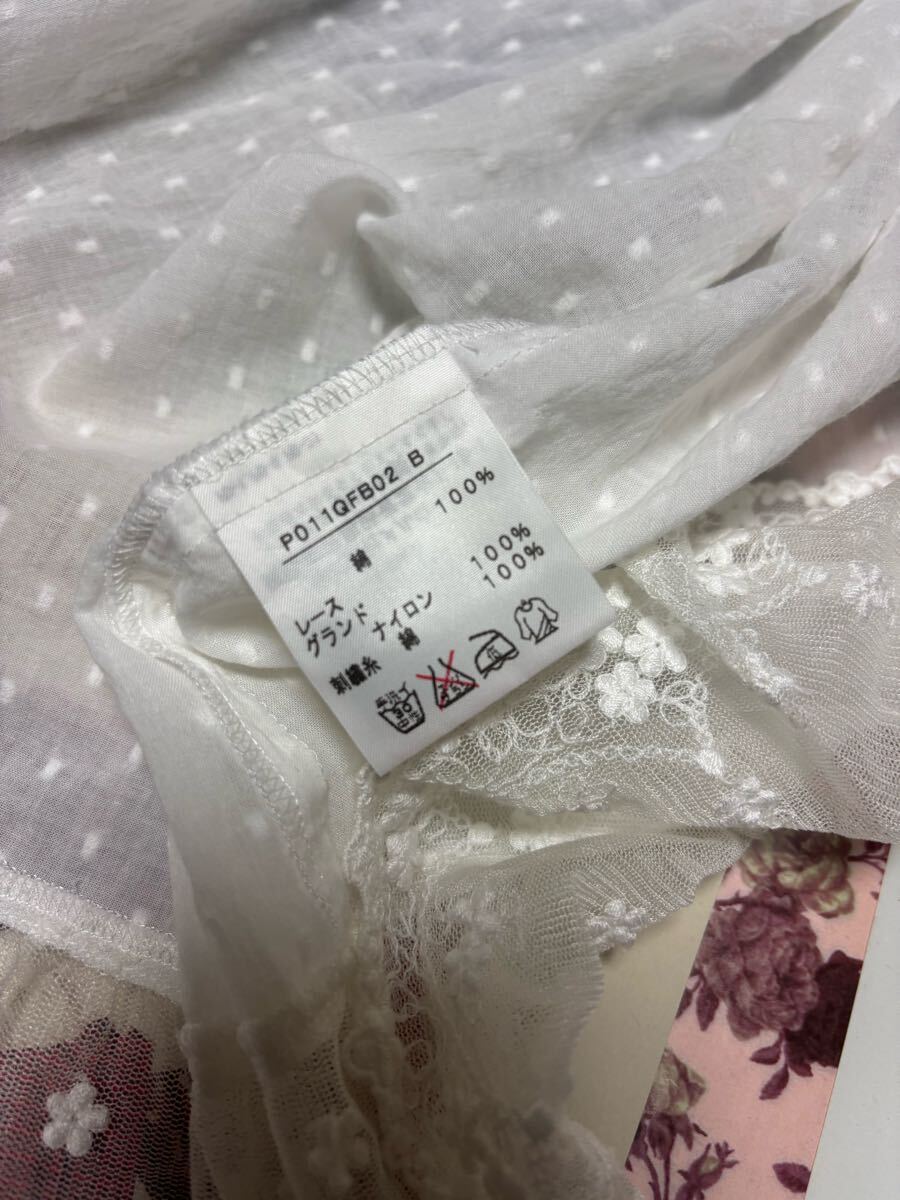 P011QFB02 B
綿 100%
レース
グランド ナイロン 100%
刺繍糸 綿 100%
手洗イ
30
中性